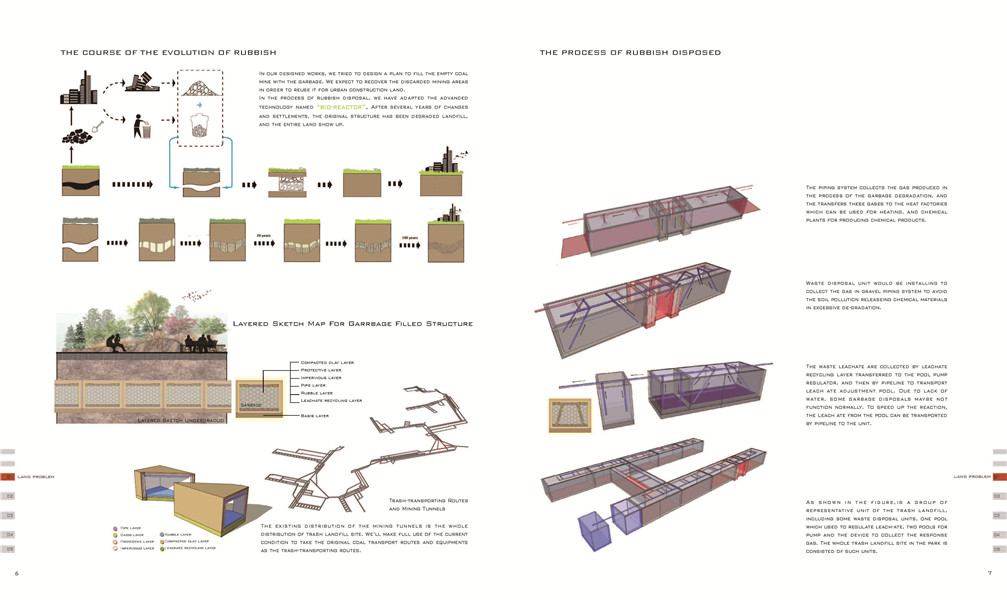 THE COURSE OF THE EVOLUTION OF RUBBISH
IN OUR DESIGNED WORKS, WE TRIED TO DESIGN A PLAN TO FILL THE EMPTY COAL
MINE WITH THE GARBAGE. WE EXPECT TO RECOVER THE DISCARDED MINING AREAS
IN ORDER TO REUSE IT FOR URBAN CONSTRUCTION LAND.
IN THE PROCESS OF RUBBISH DISPOSAL, WE HAVE ADAPTED THE ADVANCED
TECHNOLOGY NAMED "BIO-REACTOR". AFTER SEVERAL YEARS OF CHANGES
AND SETTLEMENTS, THE ORIGINAL STRUCTURE HAS BEEN DEGRADED LANDFILL,
AND THE ENTIRE LAND SHOW UP.
LAYERED SKETCH MAP FOR GARRBAGE FILLED STRUCTURE
COMPACTED CLAY LAYER
PROTECTIVE LAYER
IMPERVIOUS LAYER
PIPE LAYER
RUBBLE LAYER
LEACHATE RECYCLING LAYER
BASIS LAYER
GARBAGE
LAND PROBLEM
02
03
04
05
TRASH-TRANSPORTING ROUTES
AND MINING TUNNELS
PIPE LAYER
BASIS LAYER
IMPERVIOUS LAYER
RUBBLE LAYER
COMPACTED CLAY LAYER
LEACHATE RECYCLING LAYER
THE EXISTING DISTRIBUTION OF THE MINING TUNNELS IS THE WHOLE
DISTRIBUTION OF TRASH LANDFILL SITE. WE'LL MAKE FULL USE OF THE CURRENT
CONDITION TO TAKE THE ORIGINAL COAL TRANSPORT ROUTES AND EQUIPMENTS
AS THE TRASH-TRANSPORTING ROUTES.
6
THE PROCESS OF RUBBISH DISPOSED
THE PIPING SYSTEM COLLECTS THE GAS PRODUCED IN
THE PROCESS OF THE GARBAGE DEGRADATION, AND
THE TRANSFERS THESE GASES TO THE HEAT FACTORIES
WHICH CAN BE USED FOR HEATING, AND CHEMICAL
PLANTS FOR PRODUCING CHEMICAL PRODUCTS.
WASTE DISPOSAL UNIT WOULD BE INSTALLING TO
COLLECT THE GAS IN GRAVEL PIPING SYSTEM TO AVOID
THE SOIL POLLUTION RELEASEING CHEMICAL MATERIALS
IN EXCESSIVE DE-GRADATION.
THE WASTE LEACHATE ARE COLLECTED BY LEACHATE
RECYCLING LAYER TRANSFERRED TO THE POOL PUMP
REGULATOR, AND THEN BY PIPELINE TO TRANSPORT
LEACH ATE ADJUSTMENT POOL. DUE TO LACK OF
WATER, SOME GARBAGE DISPOSALS MAYBE NOT
FUNCTION NORMALLY. TO SPEED UP THE REACTION,
THE LEACH ATE FROM THE POOL CAN BE TRANSPORTED
BY PIPELINE TO THE UNIT.
LAND PROBLEM
AS SHOWN IN THE FIGURE,IS A GROUP OF
REPRESENTATIVE UNIT OF THE TRASH LANDFILL,
INCLUDING SOME WASTE DISPOSAL UNITS, ONE POOL
WHICH USED TO REGULATE LEACH-ATE, TWO POOLS FOR
PUMP AND THE DEVICE TO COLLECT THE RESPONSE
GAS. THE WHOLE TRASH LANDFILL SITE IN THE PARK IS
CONSISTED OF SUCH UNITS.
7